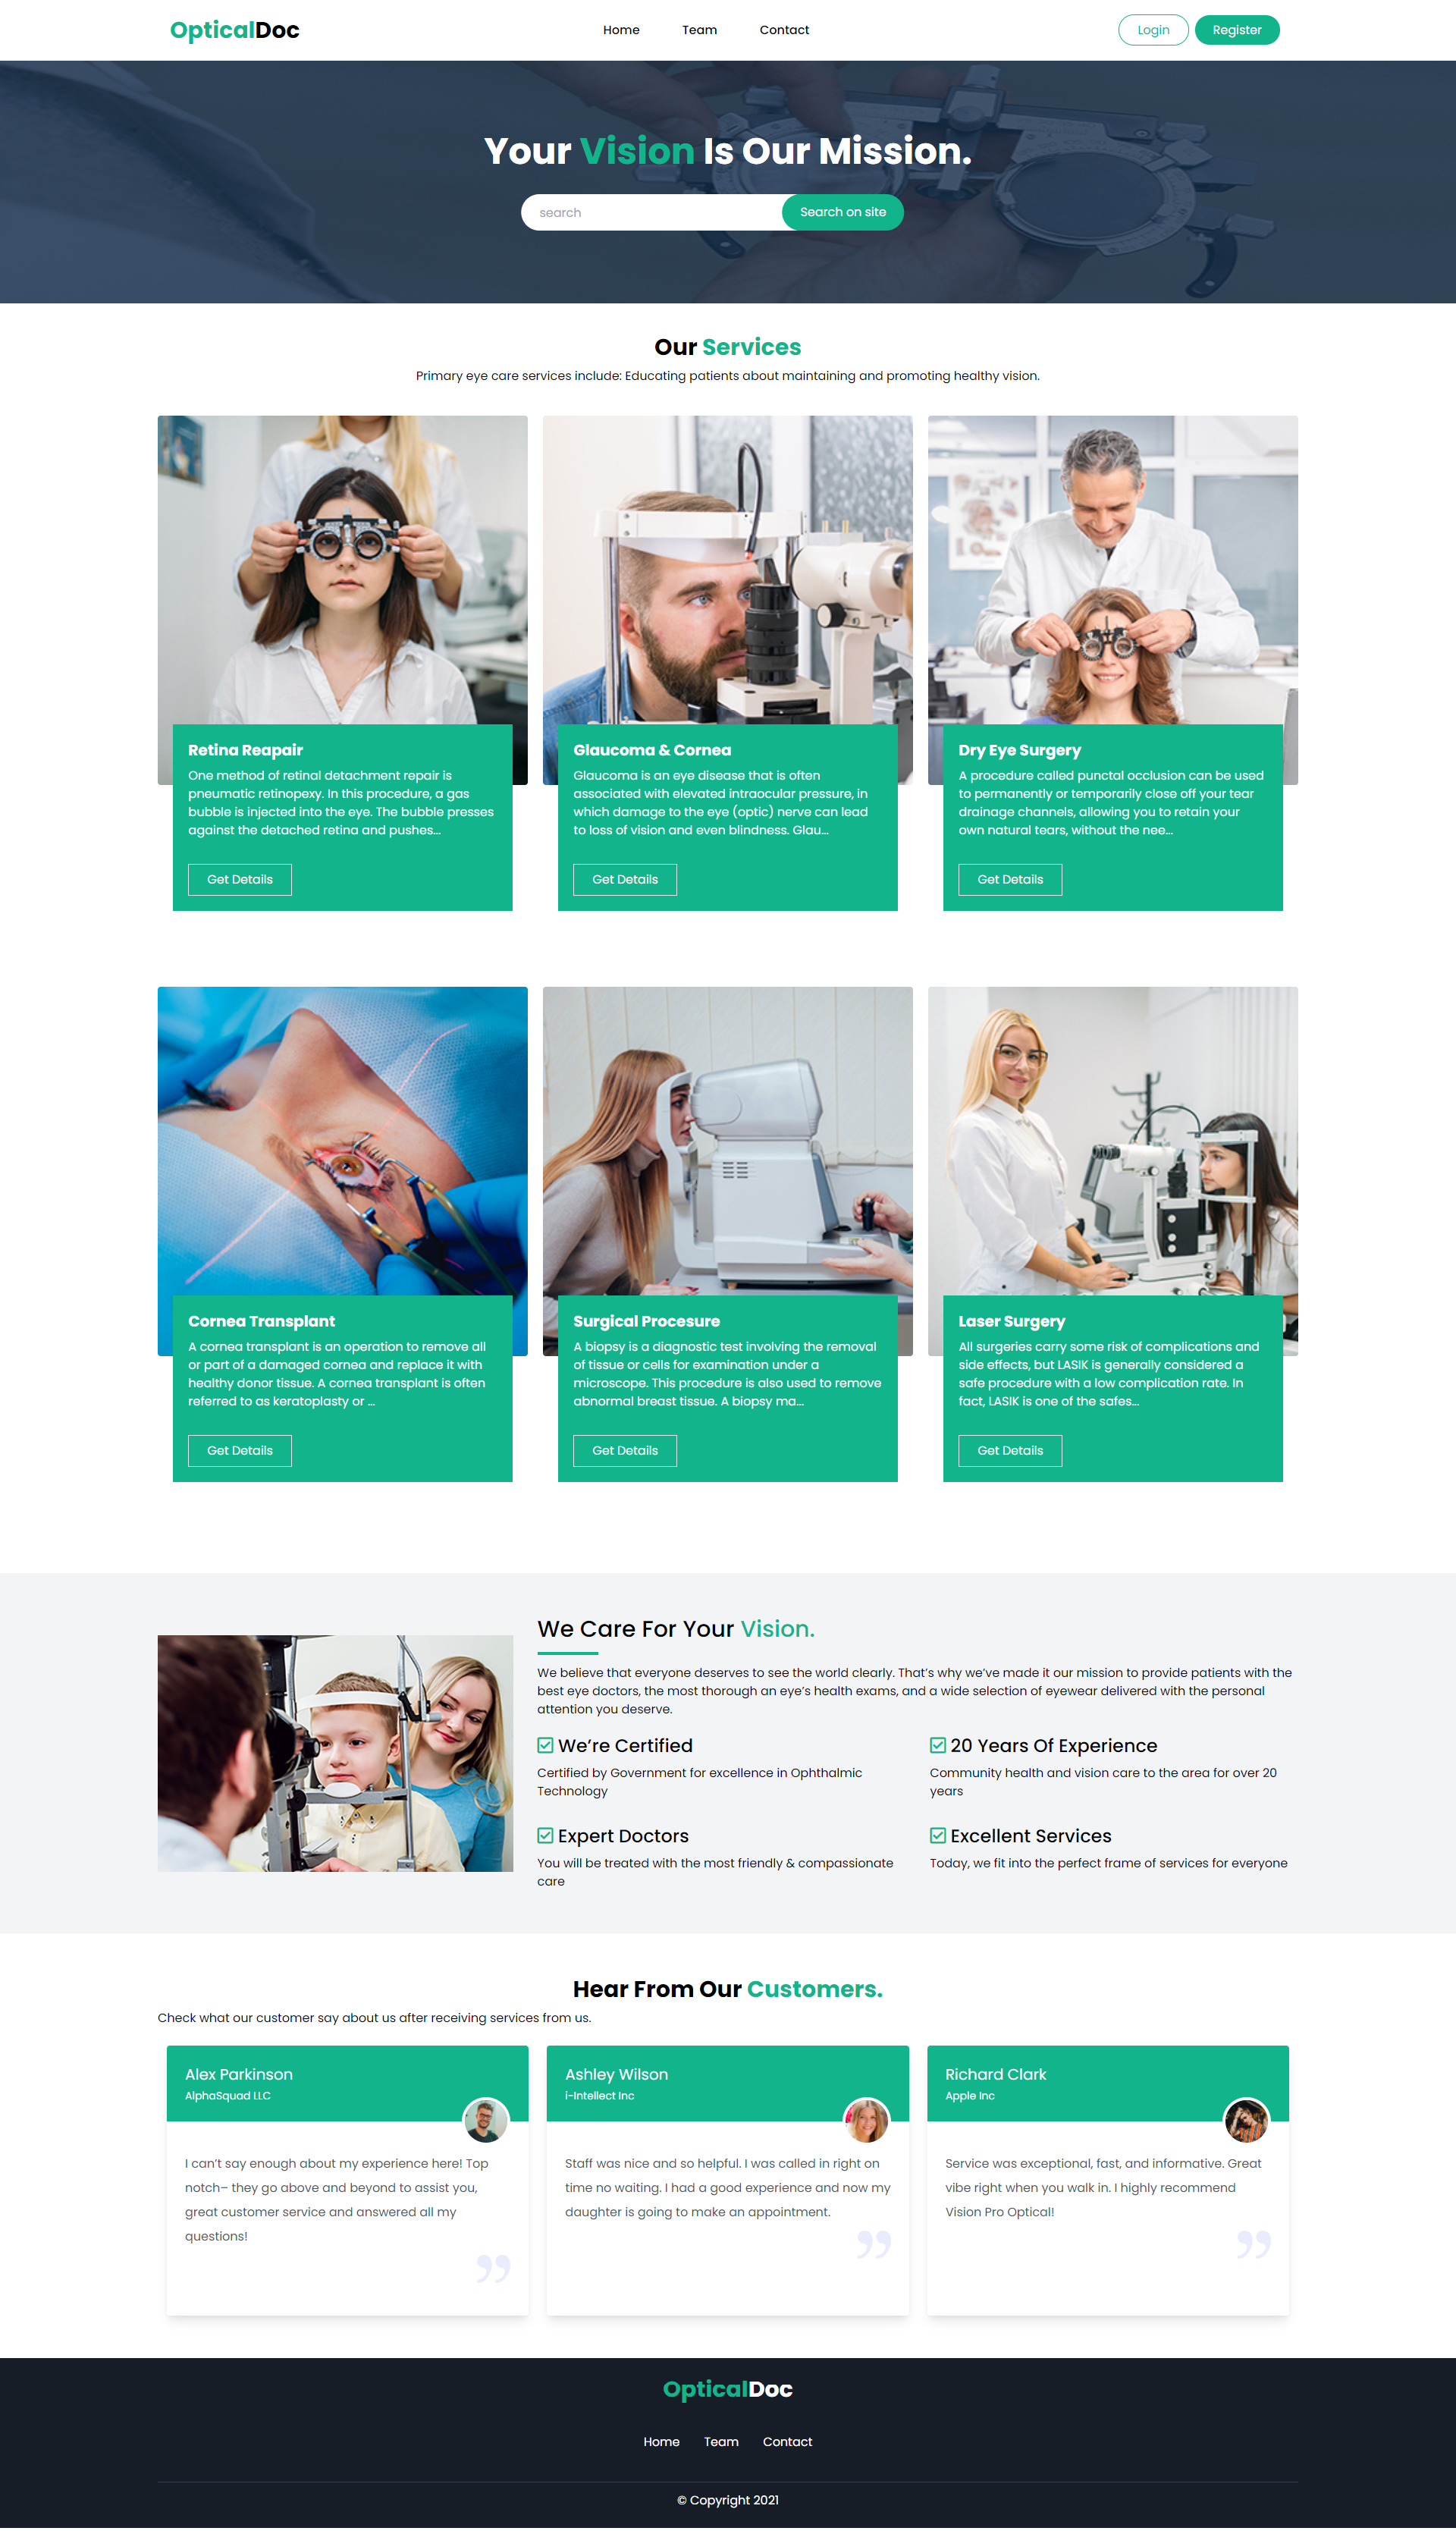 OpticalDoc
Home Team Contact
Login Register
Your Vision Is Our Mission.
search Search on site
Our Services
Primary eye care services include: Educating patients about maintaining and promoting healthy vision.
Retina Reapair
One method of retinal detachment repair is
pneumatic retinopexy. In this procedure, a gas
bubble is injected into the eye. The bubble presses
against the detached retina and pushes...
Get Details
Glaucoma & Cornea
Glaucoma is an eye disease that is often
associated with elevated intraocular pressure, in
which damage to the eye (optic) nerve can lead
to loss of vision and even blindness. Glau...
Get Details
Dry Eye Surgery
A procedure called punctal occlusion can be used
to permanently or temporarily close off your tear
drainage channels, allowing you to retain your
own natural tears, without the nee...
Get Details
Cornea Transplant
A cornea transplant is an operation to remove all
or part of a damaged cornea and replace it with
healthy donor tissue. A cornea transplant is often
referred to as keratoplasty or ...
Get Details
Surgical Procesure
A biopsy is a diagnostic test involving the removal
of tissue or cells for examination under a
microscope. This procedure is also used to remove
abnormal breast tissue. A biopsy ma...
Get Details
Laser Surgery
All surgeries carry some risk of complications and
side effects, but LASIK is generally considered a
safe procedure with a low complication rate. In
fact, LASIK is one of the safes...
Get Details
We Care For Your Vision.
We believe that everyone deserves to see the world clearly. That's why we've made it our mission to provide patients with the
best eye doctors, the most thorough an eye's health exams, and a wide selection of eyewear delivered with the personal
attention you deserve.
We're Certified
Certified by Government for excellence in Ophthalmic
Technology
20 Years Of Experience
Community health and vision care to the area for over 20
years
Expert Doctors
You will be treated with the most friendly & compassionate
care
Excellent Services
Today, we fit into the perfect frame of services for everyone
Hear From Our Customers.
Check what our customer say about us after receiving services from us.
Alex Parkinson
AlphaSquad LLC
I can't say enough about my experience here! Top
notch– they go above and beyond to assist you,
great customer service and answered all my
questions!
”
Ashley Wilson
i-Intellect Inc
Staff was nice and so helpful. I was called in right on
time no waiting. I had a good experience and now my
daughter is going to make an appointment.
”
Richard Clark
Apple Inc
Service was exceptional, fast, and informative. Great
vibe right when you walk in. I highly recommend
Vision Pro Optical!
”
OpticalDoc
Home Team Contact
© Copyright 2021